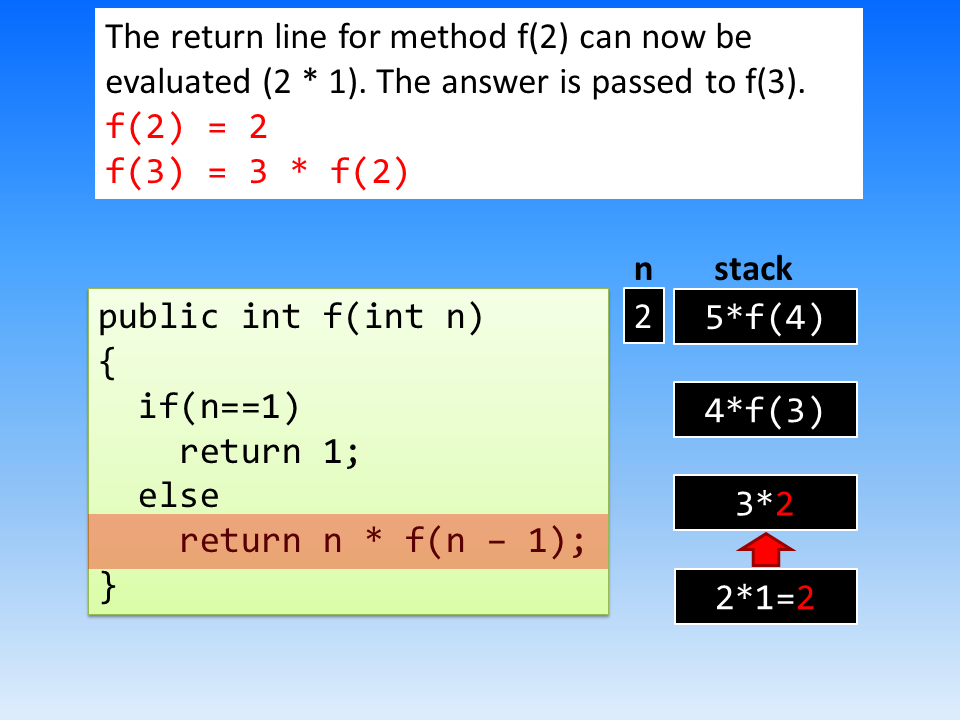 The return line for method f(2) can now be
evaluated (2 * 1). The answer is passed to f(3).
f(2) = 2
f(3) = 3 * f(2)
n stack
public int f(int n)
{
if(n==1)
return 1;
else
return n * f(n – 1);
}
2
5*f(4)
4*f(3)
3*2
2*1=2